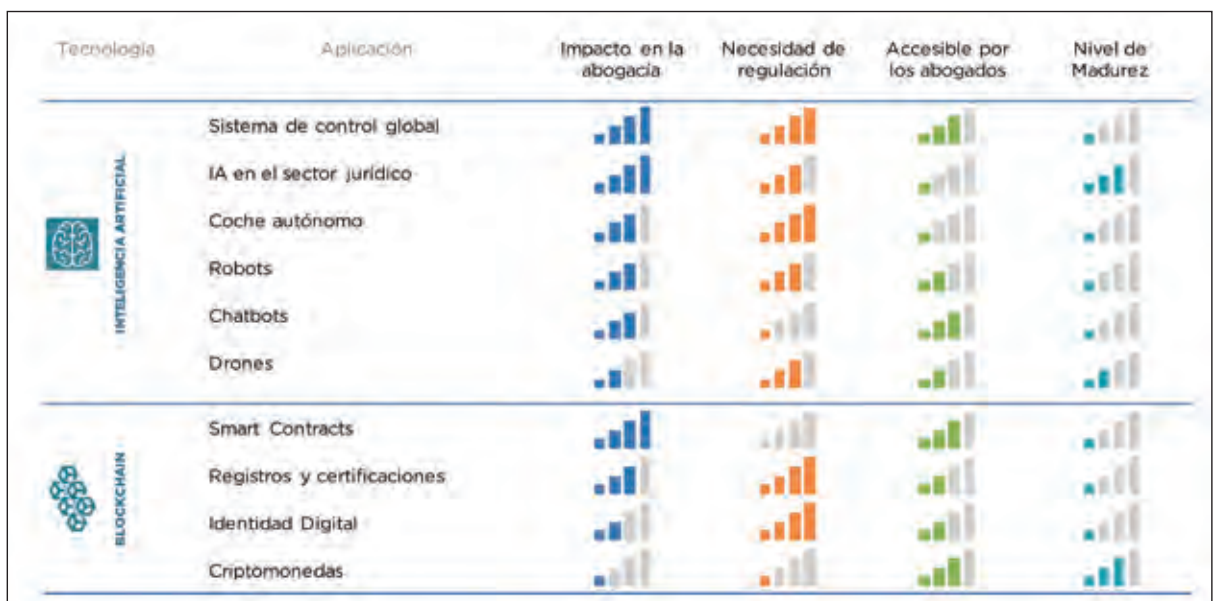 Tecnología Aplicación Impacto en la abogacía Necesidad de regulación Accesible por los abogados Nivel de Madurez
INTELIGENCIA ARTIFICIAL
Sistema de control global
IA en el sector jurídico
Coche autónomo
Robots
Chatbots
Drones
BLOCKCHAIN
Smart Contracts
Registros y certificaciones
Identidad Digital
Criptomonedas